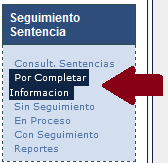 Seguimiento
Sentencia
Consult. Sentencias
Por Completar
Informacion
Sin Seguimiento
En Proceso
Con Seguimiento
Reportes